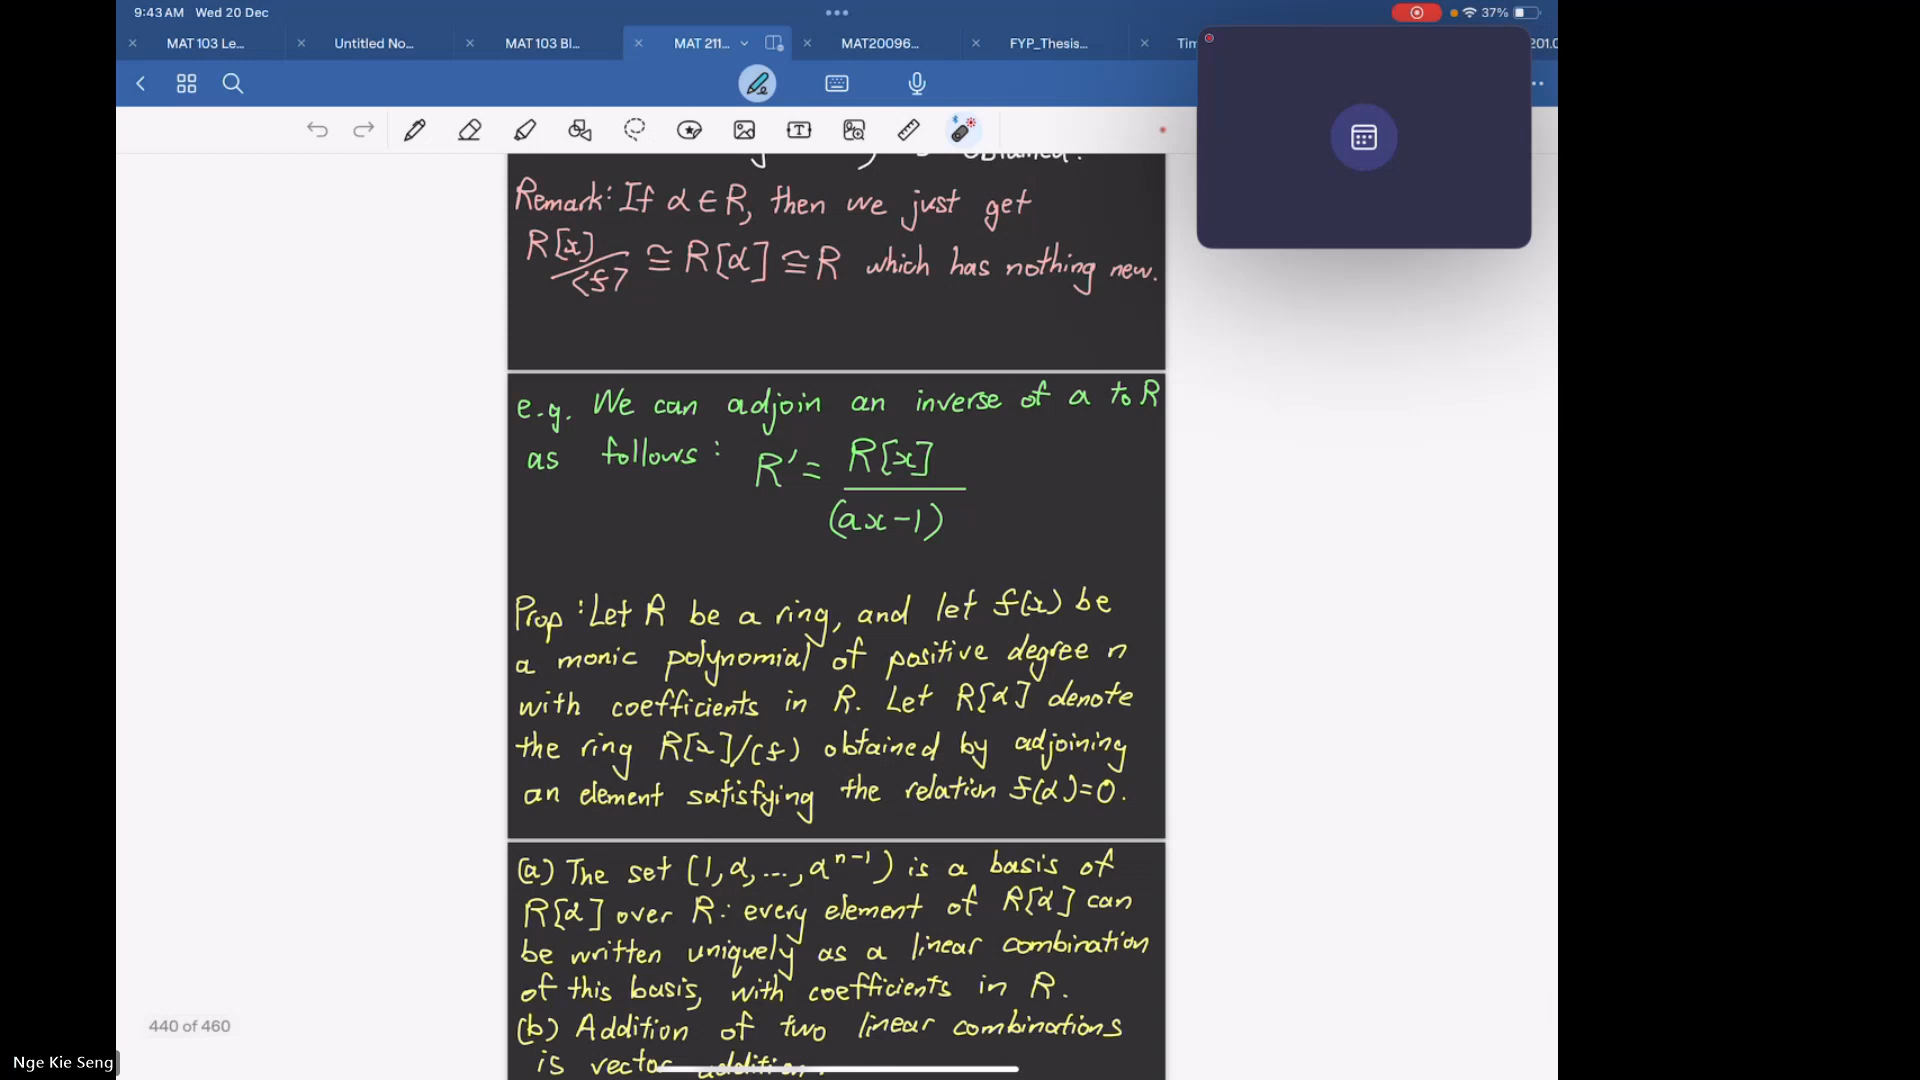 9:43 AM Wed 20 Dec
37%
MAT 103 Le...
Untitled No...
MAT 103 Bl...
MAT 211...
MAT20096...
FYP_Thesis...
201.0
obtained.
Remark: If α ∈ R, then we just get
R[x]/<f> ≅ R[α] ≅ R which has nothing new.
e.g. We can adjoin an inverse of a to R
as follows: R' = R[x]
(ax-1)
Prop: Let R be a ring, and let f(x) be
a monic polynomial of positive degree n
with coefficients in R. Let R[α] denote
the ring R[x]/(f) obtained by adjoining
an element satisfying the relation f(α)=0.
(a) The set (1, α, ..., α^{n-1}) is a basis of
R[α] over R: every element of R[α] can
be written uniquely as a linear combination
of this basis, with coefficients in R.
(b) Addition of two linear combinations
is vector addition.
440 of 460
Nge Kie Seng